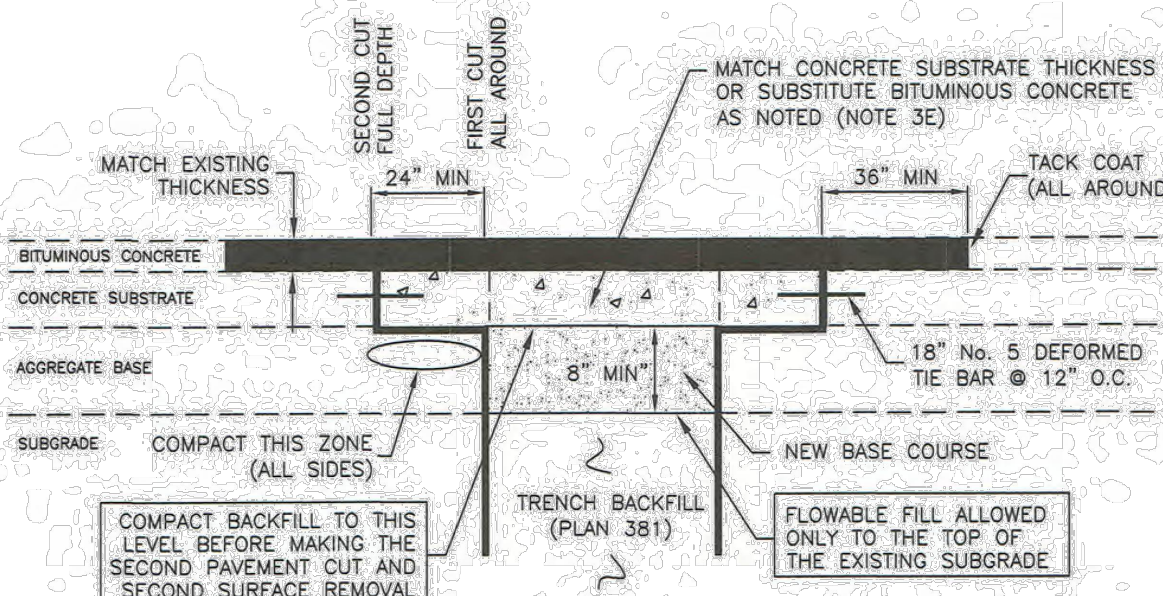 SECOND CUT
FULL DEPTH
FIRST CUT
ALL AROUND
MATCH CONCRETE SUBSTRATE THICKNESS
OR SUBSTITUTE BITUMINOUS CONCRETE
AS NOTED (NOTE 3E)
MATCH EXISTING
THICKNESS
24" MIN
36" MIN
TACK COAT
(ALL AROUND
BITUMINOUS CONCRETE
CONCRETE SUBSTRATE
AGGREGATE BASE
8" MIN"
18" No. 5 DEFORMED
TIE BAR @ 12" O.C.
SUBGRADE
COMPACT THIS ZONE
(ALL SIDES)
NEW BASE COURSE
TRENCH BACKFILL
(PLAN 381)
COMPACT BACKFILL TO THIS
LEVEL BEFORE MAKING THE
SECOND PAVEMENT CUT AND
SECOND SURFACE REMOVAL
FLOWABLE FILL ALLOWED
ONLY TO THE TOP OF
THE EXISTING SUBGRADE